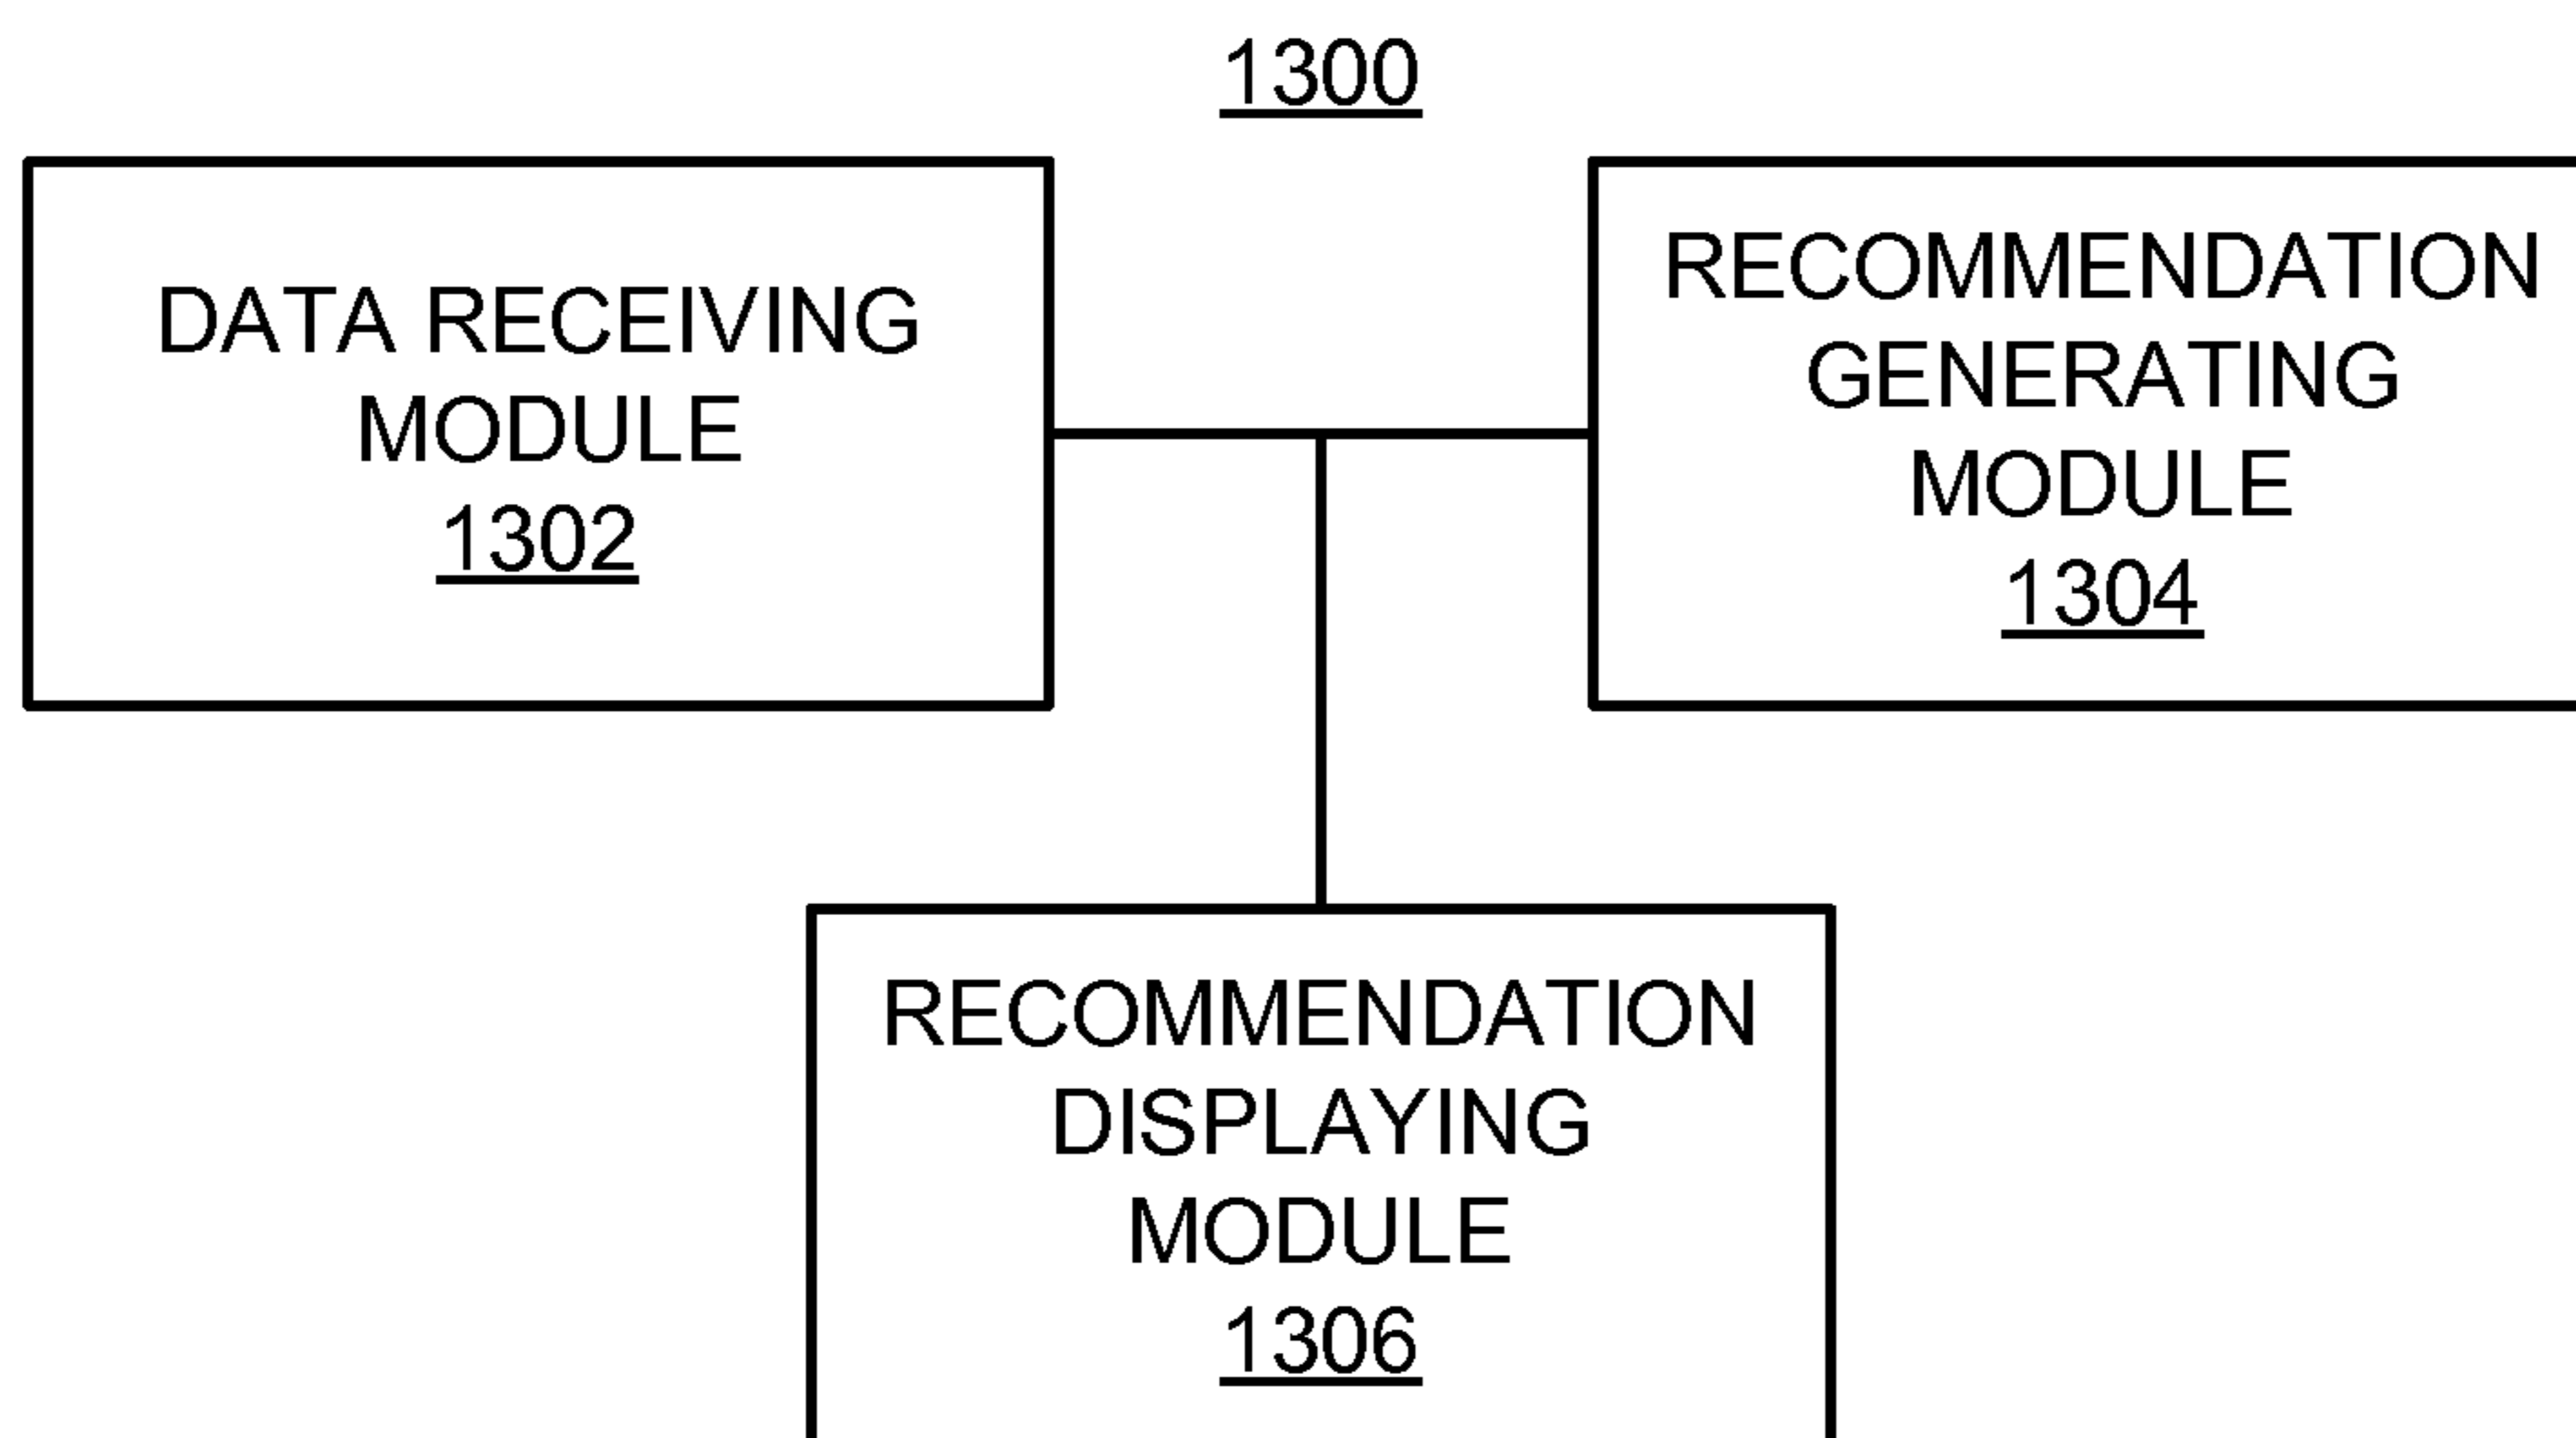 1300
DATA RECEIVING
MODULE
1302
RECOMMENDATION
GENERATING
MODULE
1304
RECOMMENDATION
DISPLAYING
MODULE
1306